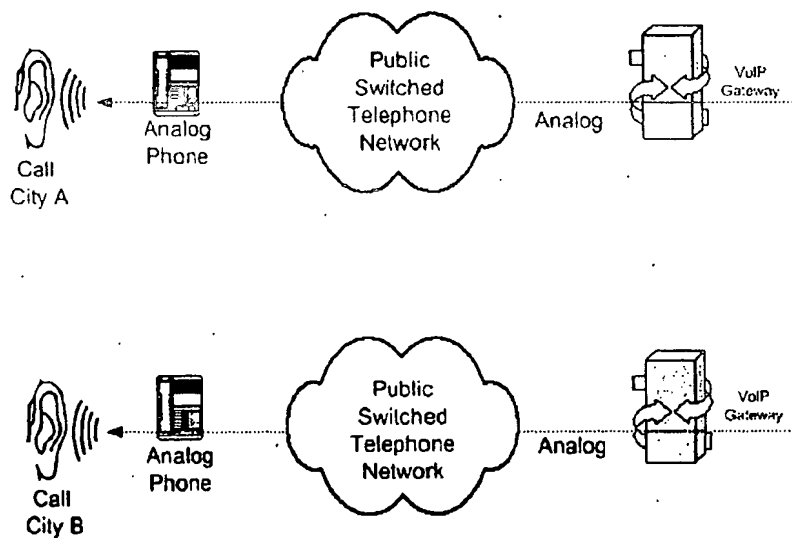 Public
Switched
Telephone
Network
VoIP
Gateway
Analog
Analog
Phone
Call
City A
Public
Switched
Telephone
Network
VoIP
Gateway
Analog
Analog
Phone
Call
City B